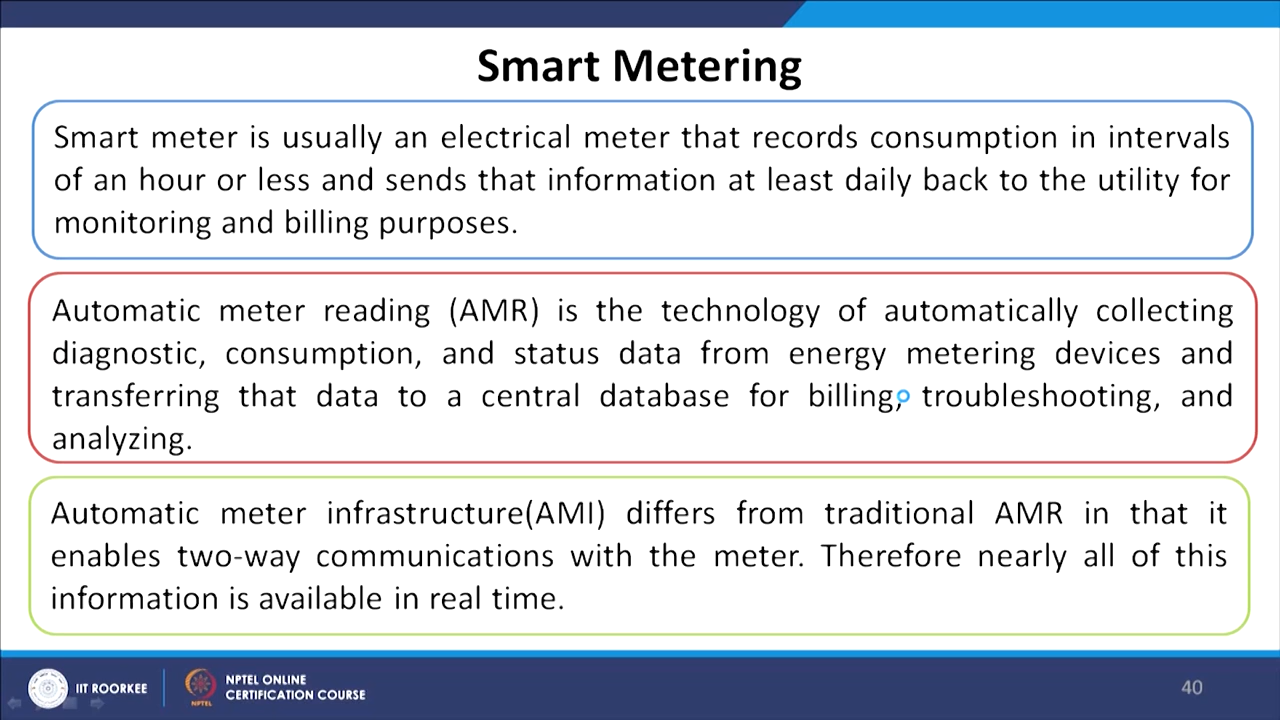 Smart Metering
Smart meter is usually an electrical meter that records consumption in intervals
of an hour or less and sends that information at least daily back to the utility for
monitoring and billing purposes.
Automatic meter reading (AMR) is the technology of automatically collecting
diagnostic, consumption, and status data from energy metering devices and
transferring that data to a central database for billing, troubleshooting, and
analyzing.
Automatic meter infrastructure(AMI) differs from traditional AMR in that it
enables two-way communications with the meter. Therefore nearly all of this
information is available in real time.
IIT ROORKEE
NPTEL
NPTEL ONLINE
CERTIFICATION COURSE
40